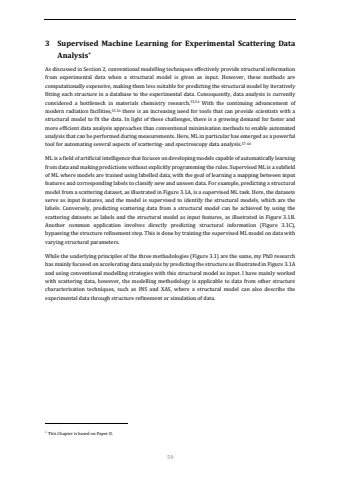 3 Supervised Machine Learning for Experimental Scattering Data
Analysis*
As discussed in Section 2, conventional modelling techniques effectively provide structural information
from experimental data when a structural model is given as input. However, these methods are
computationally expensive, making them less suitable for predicting the structural model by iteratively
fitting each structure in a database to the experimental data. Consequently, data analysis is currently
considered a bottleneck in materials chemistry research. With the continuing advancement of
modern radiation facilities, there is an increasing need for tools that can provide scientists with a
structural model to fit the data. In light of these challenges, there is a growing demand for faster and
more efficient data analysis approaches than conventional minimisation methods to enable automated
analysis that can be performed during measurements. Here, ML in particular has emerged as a powerful
tool for automating several aspects of scattering- and spectroscopy data analysis.
ML is a field of artificial intelligence that focuses on developing models capable of automatically learning
from data and making predictions without explicitly programming the rules. Supervised ML is a subfield
of ML where models are trained using labelled data, with the goal of learning a mapping between input
features and corresponding labels to classify new and unseen data. For example, predicting a structural
model from a scattering dataset, as illustrated in Figure 3.1A, is a supervised ML task. Here, the datasets
serve as input features, and the model is supervised to identify the structural models, which are the
labels. Conversely, predicting scattering data from a structural model can be achieved by using the
scattering datasets as labels and the structural model as input features, as illustrated in Figure 3.1B.
Another common application involves directly predicting structural information (Figure 3.1C),
bypassing the structure refinement step. This is done by training the supervised ML model on data with
varying structural parameters.
While the underlying principles of the three methodologies (Figure 3.1) are the same, my PhD research
has mainly focused on accelerating data analysis by predicting the structure as illustrated in Figure 3.1A
and using conventional modelling strategies with this structural model as input. I have mainly worked
with scattering data, however, the modelling methodology is applicable to data from other structure
characterisation techniques, such as INS and XAS, where a structural model can also describe the
experimental data through structure refinement or simulation of data.
* This Chapter is based on Paper II.
59